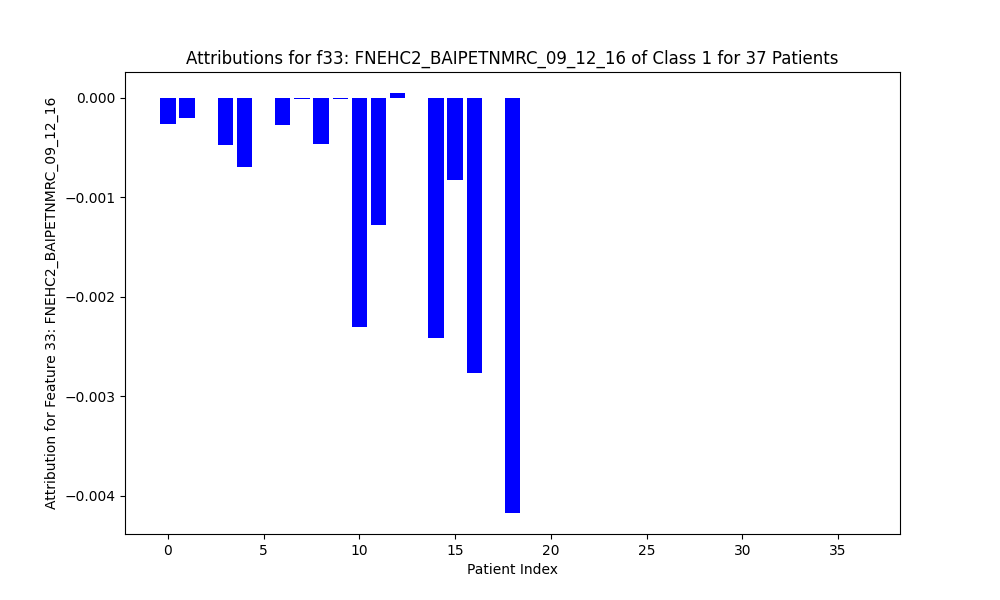 Attributions for f33: FNEHC2_BAIPETNMRC_09_12_16 of Class 1 for 37 Patients
Attribution for Feature 33: FNEHC2_BAIPETNMRC_09_12_16
0.000
−0.001
−0.002
−0.003
−0.004
0 5 10 15 20 25 30 35
Patient Index